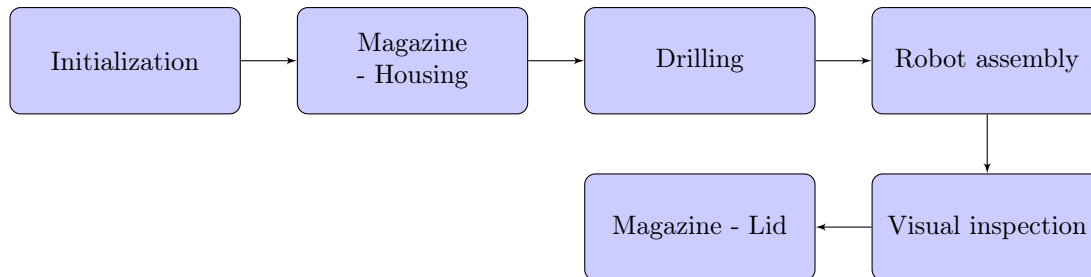 Initialization
Magazine
- Housing
Drilling
Robot assembly
Visual inspection
Magazine - Lid